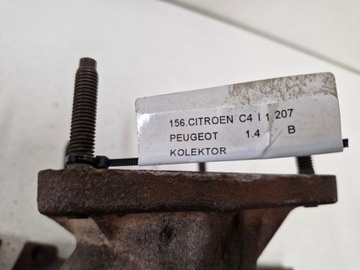 156.CITROEN C4 I 1 207
PEUGEOT 1.4 B
KOLEKTOR